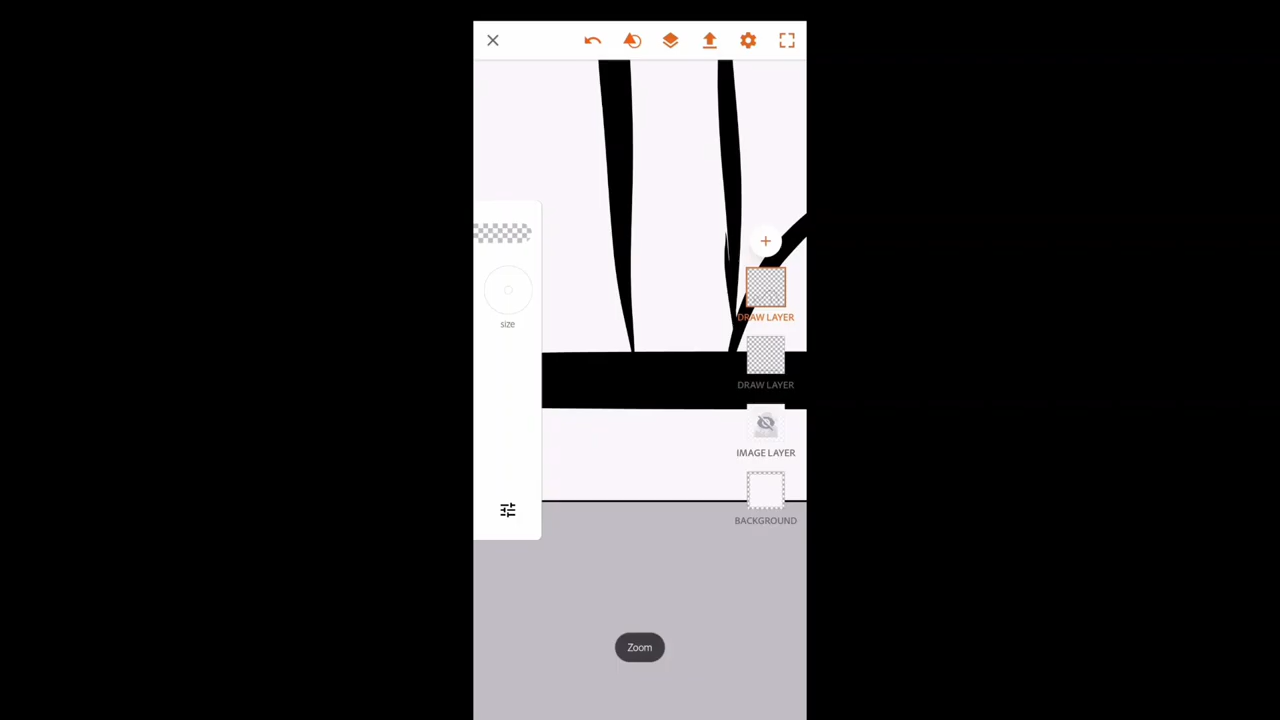 size
DRAW LAYER
DRAW LAYER
IMAGE LAYER
BACKGROUND
Zoom